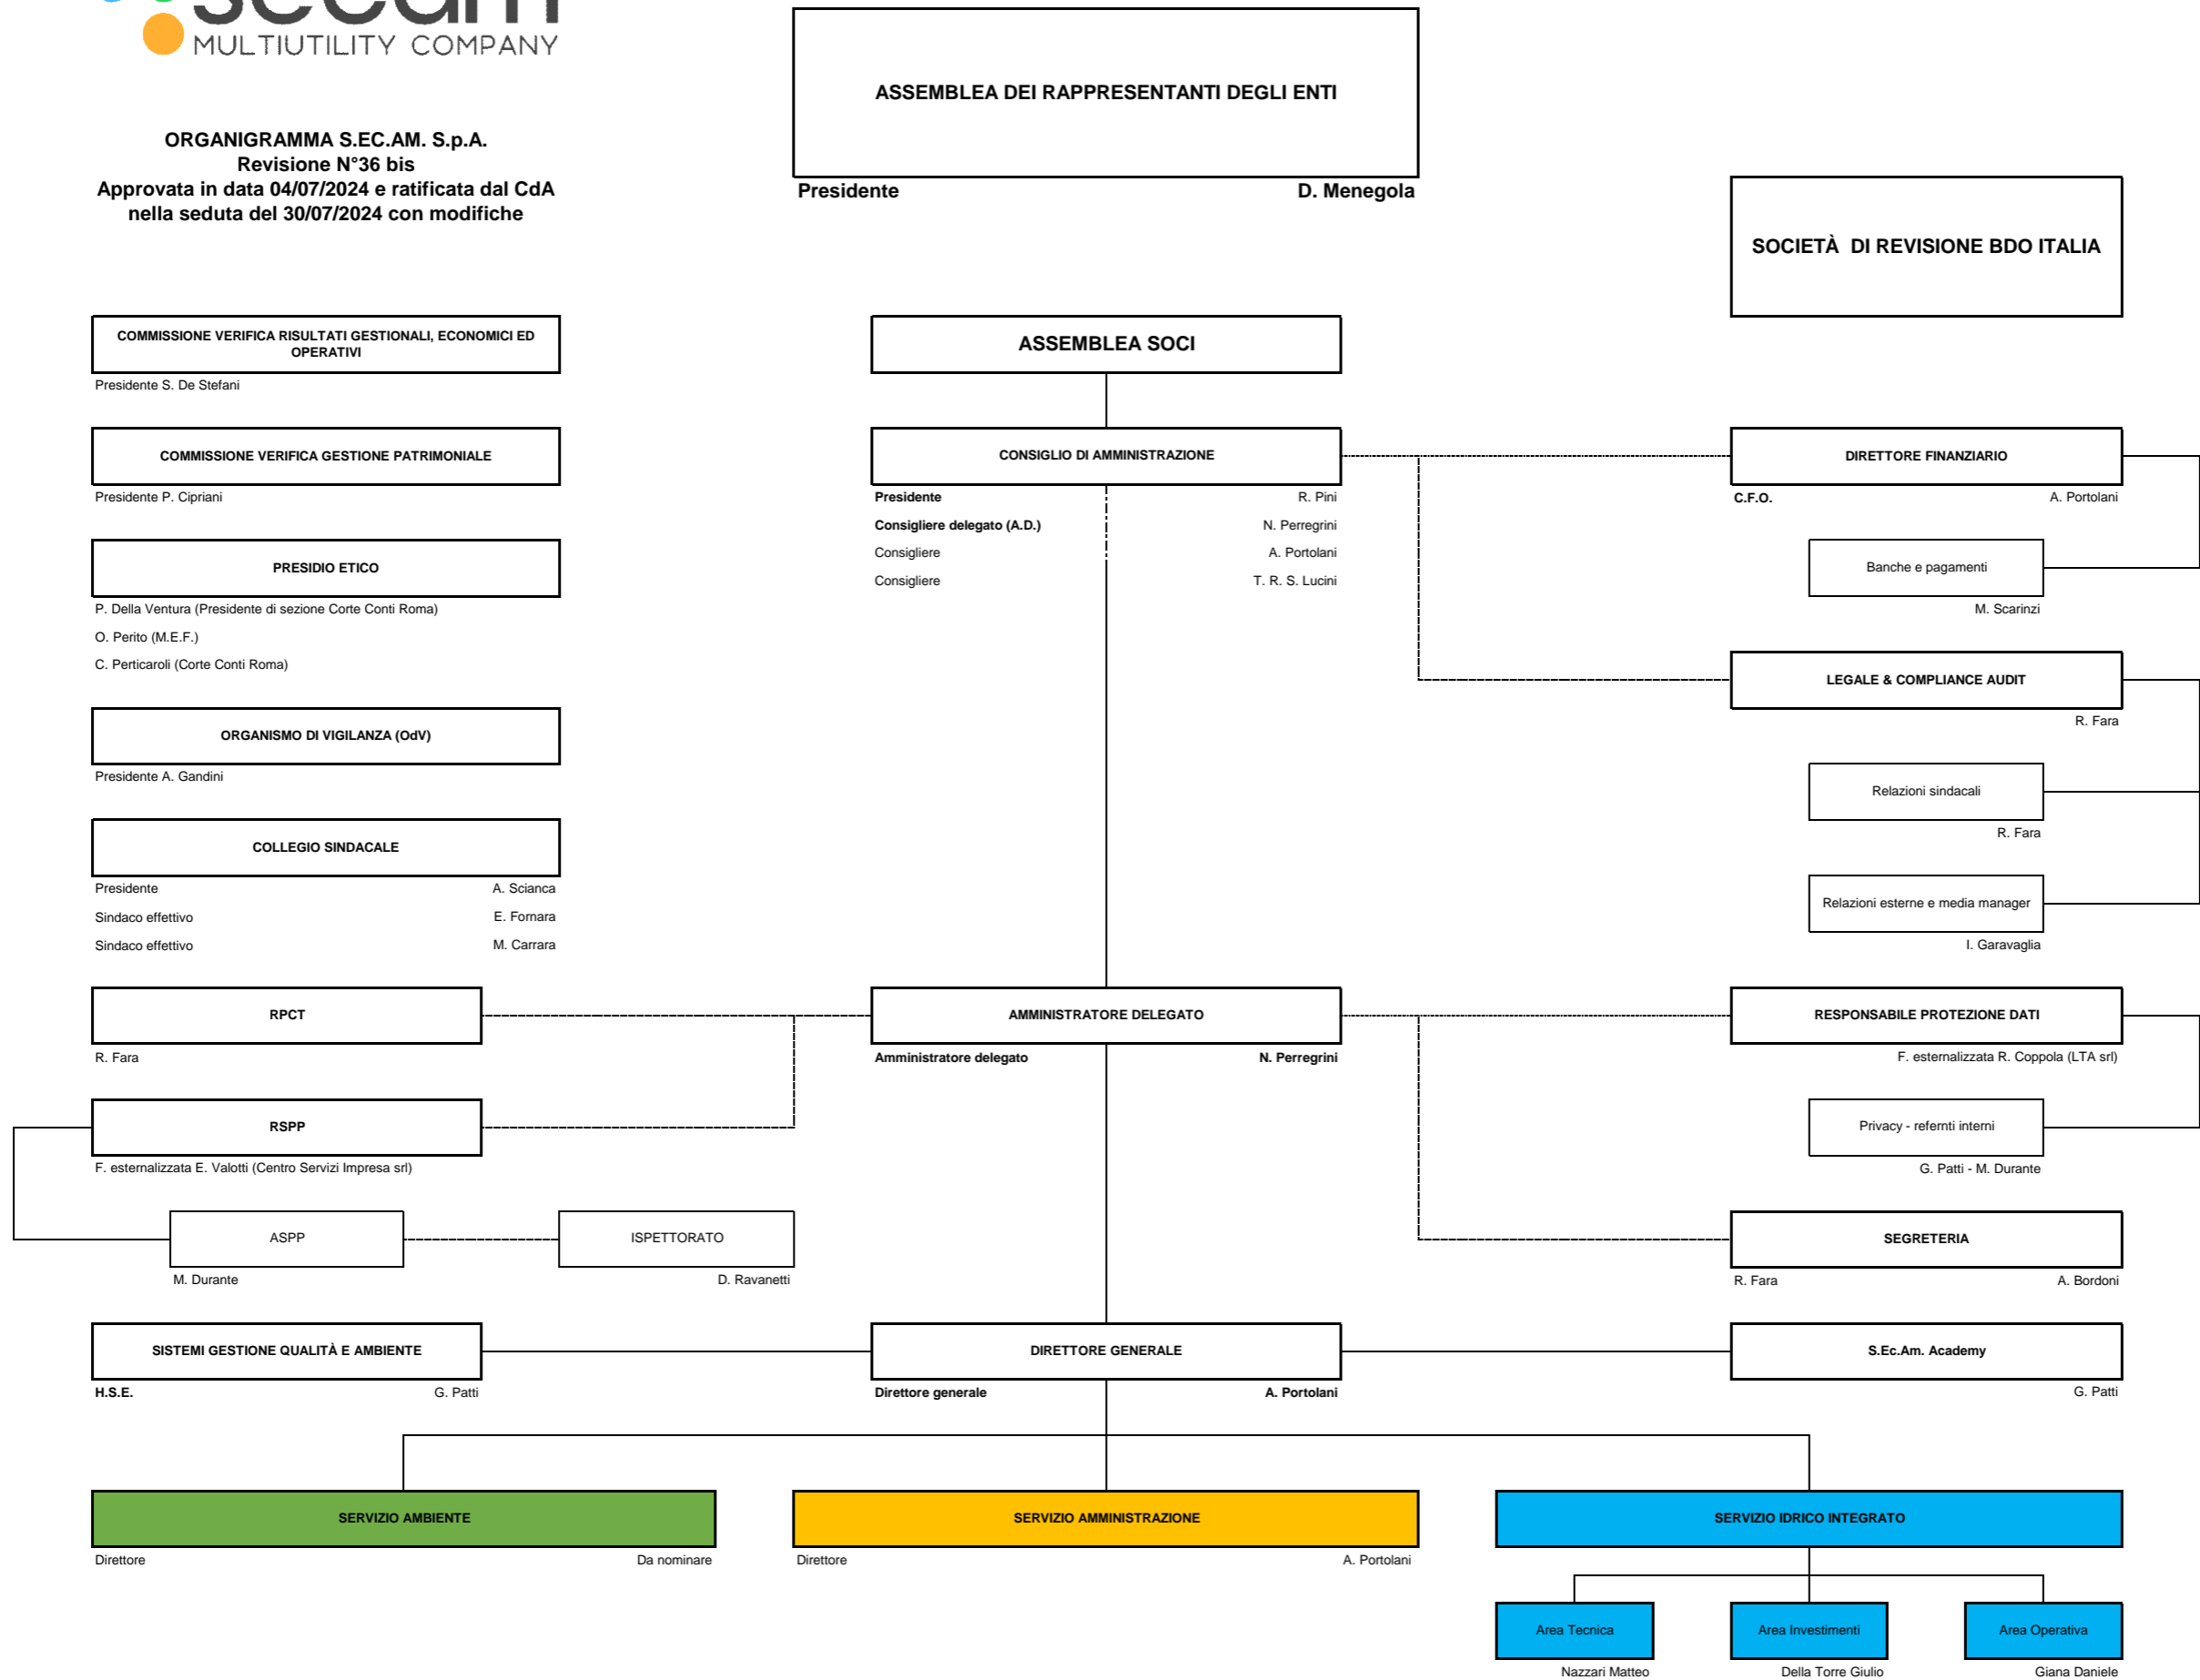 secam
MULTIUTILITY COMPANY
ORGANIGRAMMA S.EC.AM. S.p.A.
Revisione N°36 bis
Approvata in data 04/07/2024 e ratificata dal CdA
nella seduta del 30/07/2024 con modifiche
ASSEMBLEA DEI RAPPRESENTANTI DEGLI ENTI
Presidente D. Menegola
SOCIETÀ DI REVISIONE BDO ITALIA
COMMISSIONE VERIFICA RISULTATI GESTIONALI, ECONOMICI ED
OPERATIVI
Presidente S. De Stefani
ASSEMBLEA SOCI
COMMISSIONE VERIFICA GESTIONE PATRIMONIALE
Presidente P. Cipriani
CONSIGLIO DI AMMINISTRAZIONE
Presidente R. Pini
Consigliere delegato (A.D.) N. Perregrini
Consigliere A. Portolani
Consigliere T. R. S. Lucini
DIRETTORE FINANZIARIO
C.F.O. A. Portolani
Banche e pagamenti
M. Scarinzi
PRESIDIO ETICO
P. Della Ventura (Presidente di sezione Corte Conti Roma)
O. Perito (M.E.F.)
C. Perticaroli (Corte Conti Roma)
LEGALE & COMPLIANCE AUDIT
R. Fara
ORGANISMO DI VIGILANZA (OdV)
Presidente A. Gandini
Relazioni sindacali
R. Fara
COLLEGIO SINDACALE
Presidente A. Scianca
Sindaco effettivo E. Fornara
Sindaco effettivo M. Carrara
Relazioni esterne e media manager
I. Garavaglia
RPCT
R. Fara
AMMINISTRATORE DELEGATO
Amministratore delegato N. Perregrini
RESPONSABILE PROTEZIONE DATI
F. esternalizzata R. Coppola (LTA srl)
RSPP
F. esternalizzata E. Valotti (Centro Servizi Impresa srl)
Privacy - refernti interni
G. Patti - M. Durante
ASPP
M. Durante
ISPETTORATO
D. Ravanetti
SEGRETERIA
R. Fara A. Bordoni
SISTEMI GESTIONE QUALITÀ E AMBIENTE
H.S.E. G. Patti
DIRETTORE GENERALE
Direttore generale A. Portolani
S.Ec.Am. Academy
G. Patti
SERVIZIO AMBIENTE
Direttore Da nominare
SERVIZIO AMMINISTRAZIONE
Direttore A. Portolani
SERVIZIO IDRICO INTEGRATO
Area Tecnica
Nazzari Matteo
Area Investimenti
Della Torre Giulio
Area Operativa
Giana Daniele